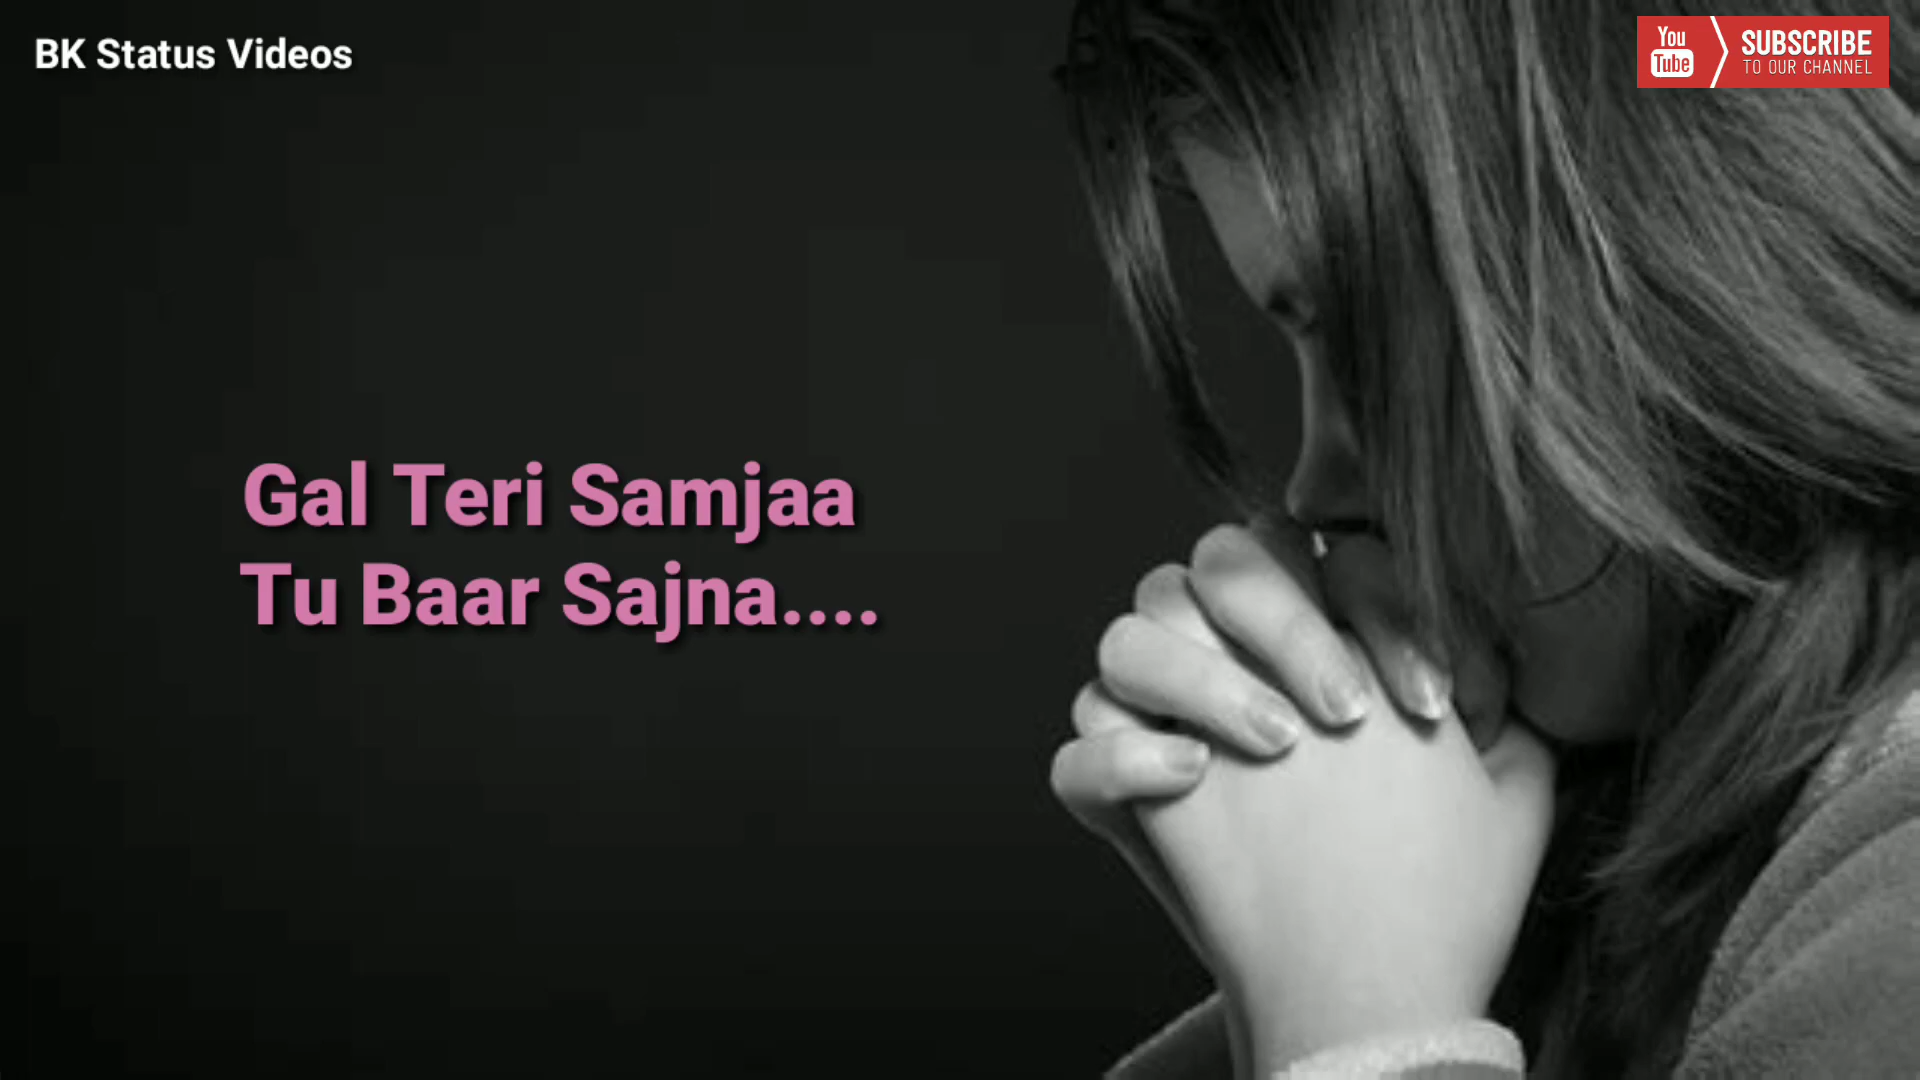 BK Status Videos
You
Tube
SUBSCRIBE
TO OUR CHANNEL
Gal Teri Samjaa
Tu Baar Sajna....